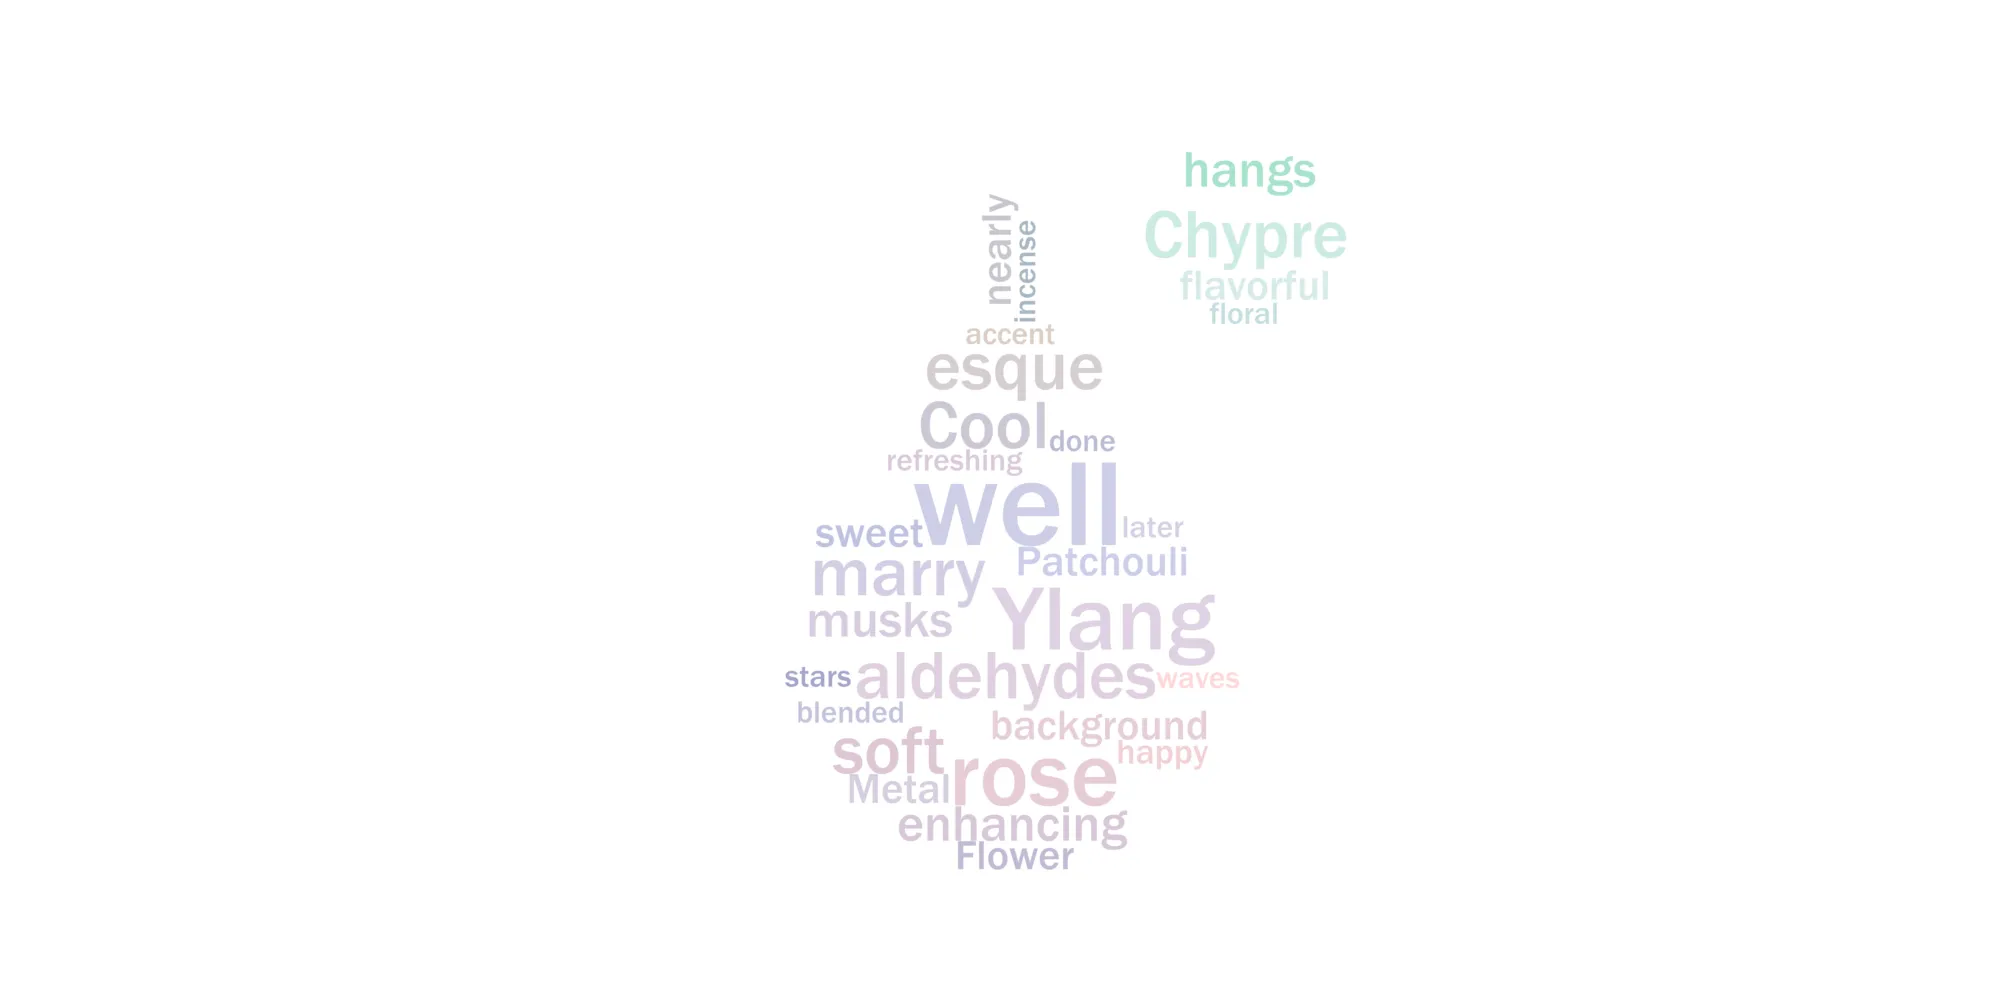 hangs
nearly
Chypre
incense
flavorful
floral
accent
esque
Cool
done
refreshing
well
sweet
later
Patchouli
marry
musks
Ylang
stars
aldehydes
waves
blended
background
soft
happy
rose
Metal
enhancing
Flower